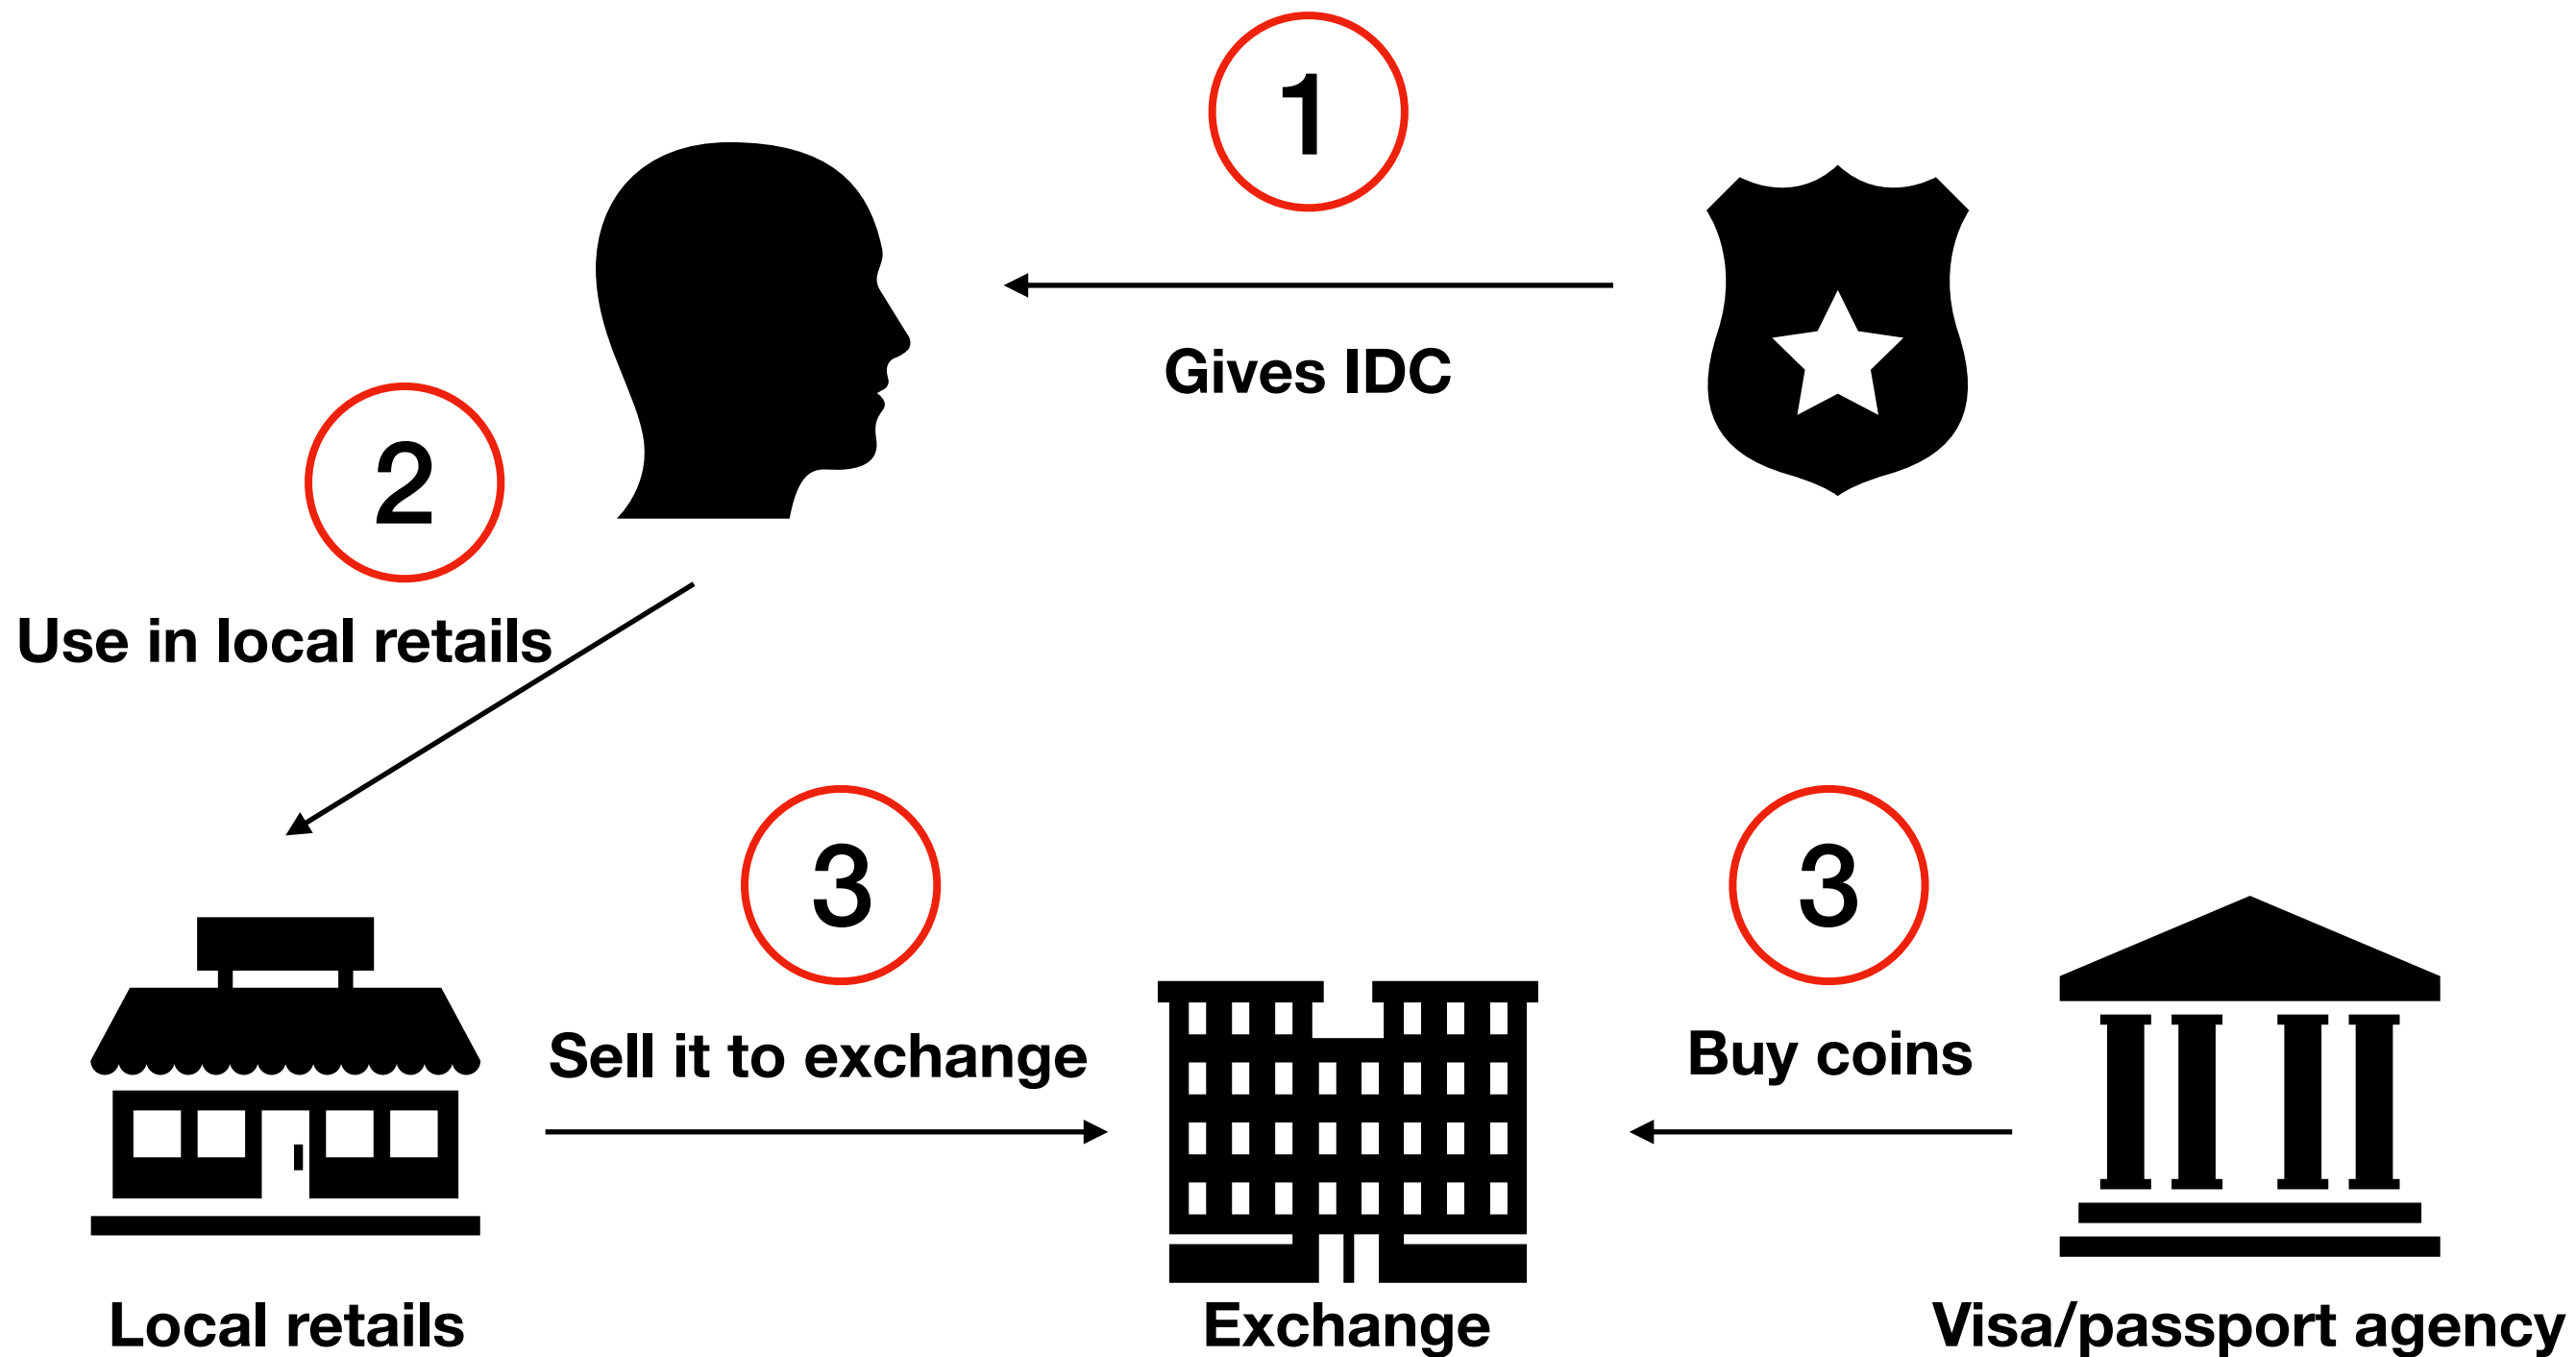 1
Gives IDC
2
Use in local retails
3
Sell it to exchange
3
Buy coins
Local retails
Exchange
Visa/passport agency